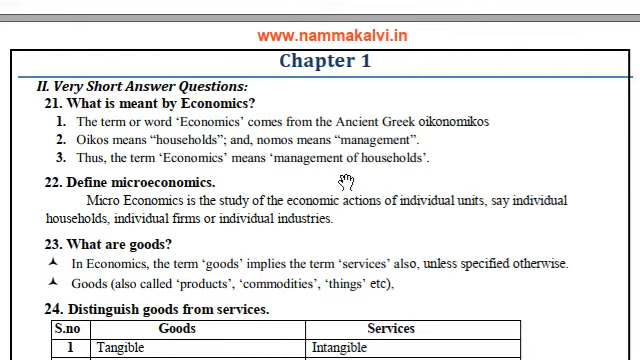 www.nammakalvi.in
Chapter 1
II. Very Short Answer Questions:
21. What is meant by Economics?
1. The term or word ‘Economics’ comes from the Ancient Greek oikonomikos
2. Oikos means “households”; and, nomos means “management”.
3. Thus, the term ‘Economics’ means ‘management of households’.
22. Define microeconomics.
Micro Economics is the study of the economic actions of individual units, say individual
households, individual firms or individual industries.
23. What are goods?
In Economics, the term ‘goods’ implies the term ‘services’ also, unless specified otherwise.
Goods (also called ‘products’, ‘commodities’, ‘things’ etc),
24. Distinguish goods from services.
S.no Goods Services
1 Tangible Intangible